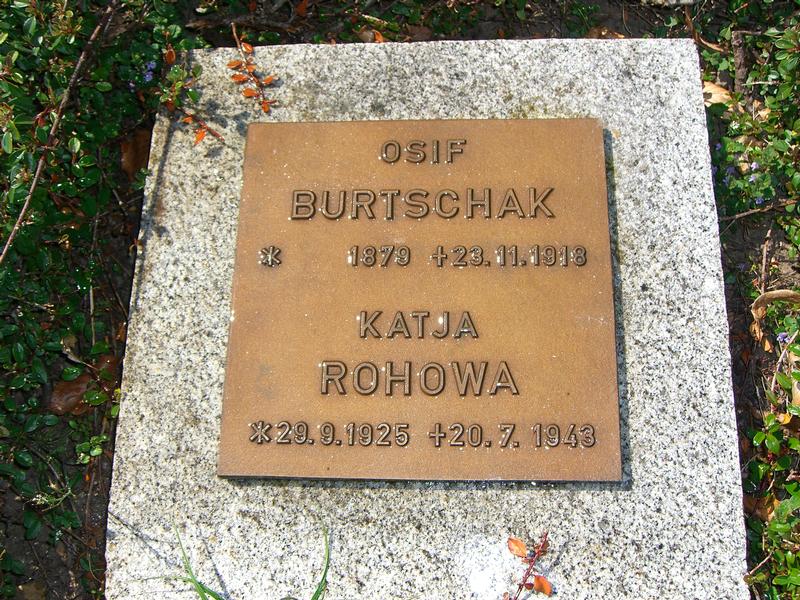 OSIF
BURTSCHAK
* 1879 +23.11.1918
KATJA
ROHOWA
*29.9.1925 +20.7.1943